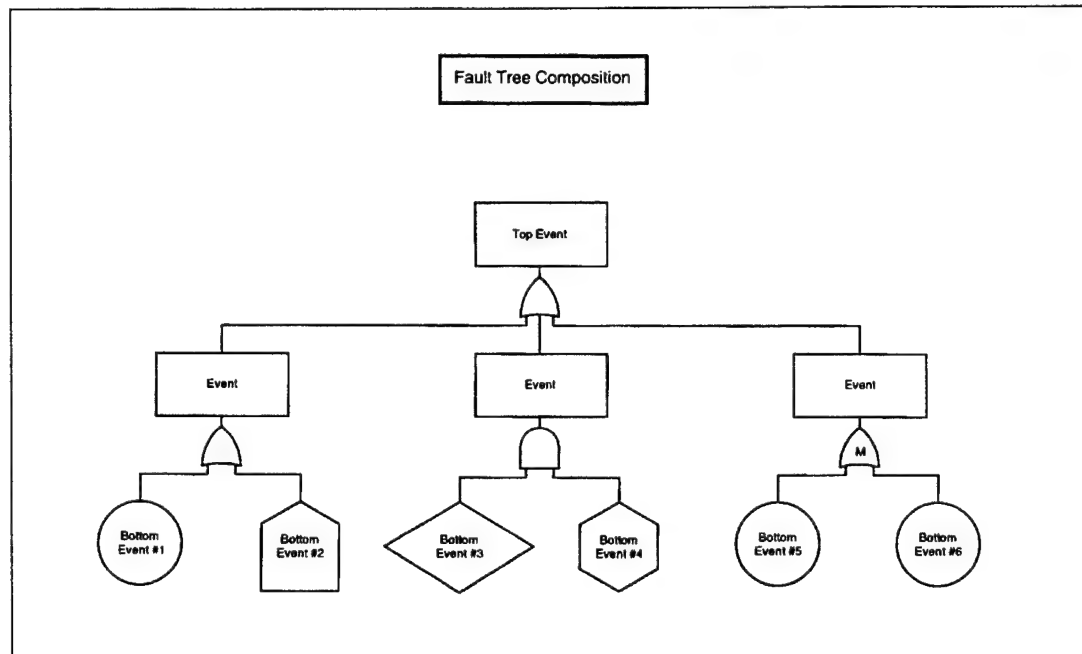 Fault Tree Composition
Top Event
Event
Event
Event
M
Bottom
Event #1
Bottom
Event #2
Bottom
Event #3
Bottom
Event #4
Bottom
Event #5
Bottom
Event #6